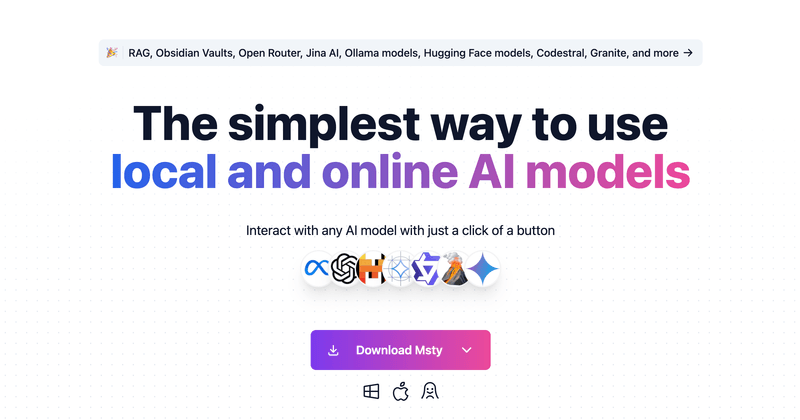 🎉 RAG, Obsidian Vaults, Open Router, Jina AI, Ollama models, Hugging Face models, Codestral, Granite, and more →
The simplest way to use
local and online AI models
Interact with any AI model with just a click of a button
Download Msty